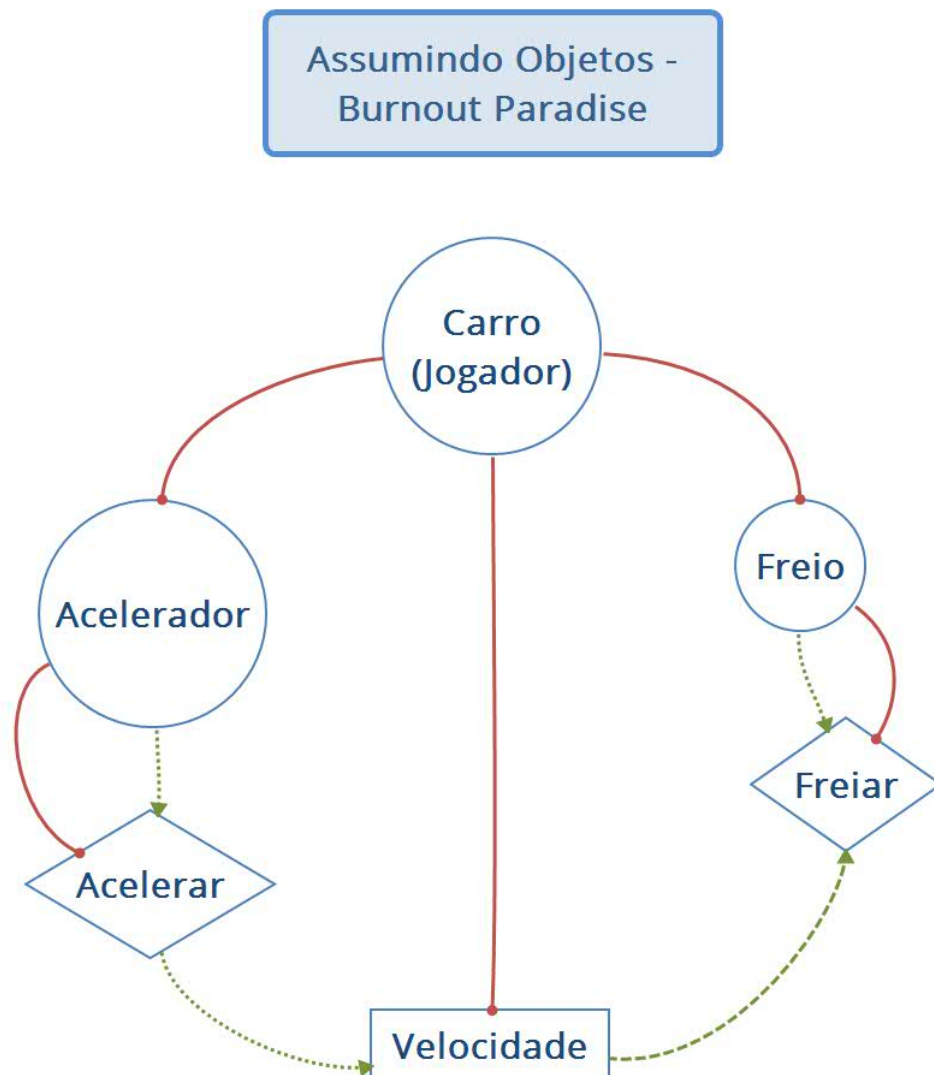 Assumindo Objetos -
Burnout Paradise
Carro
(Jogador)
Acelerador
Freio
Freiar
Acelerar
Velocidade